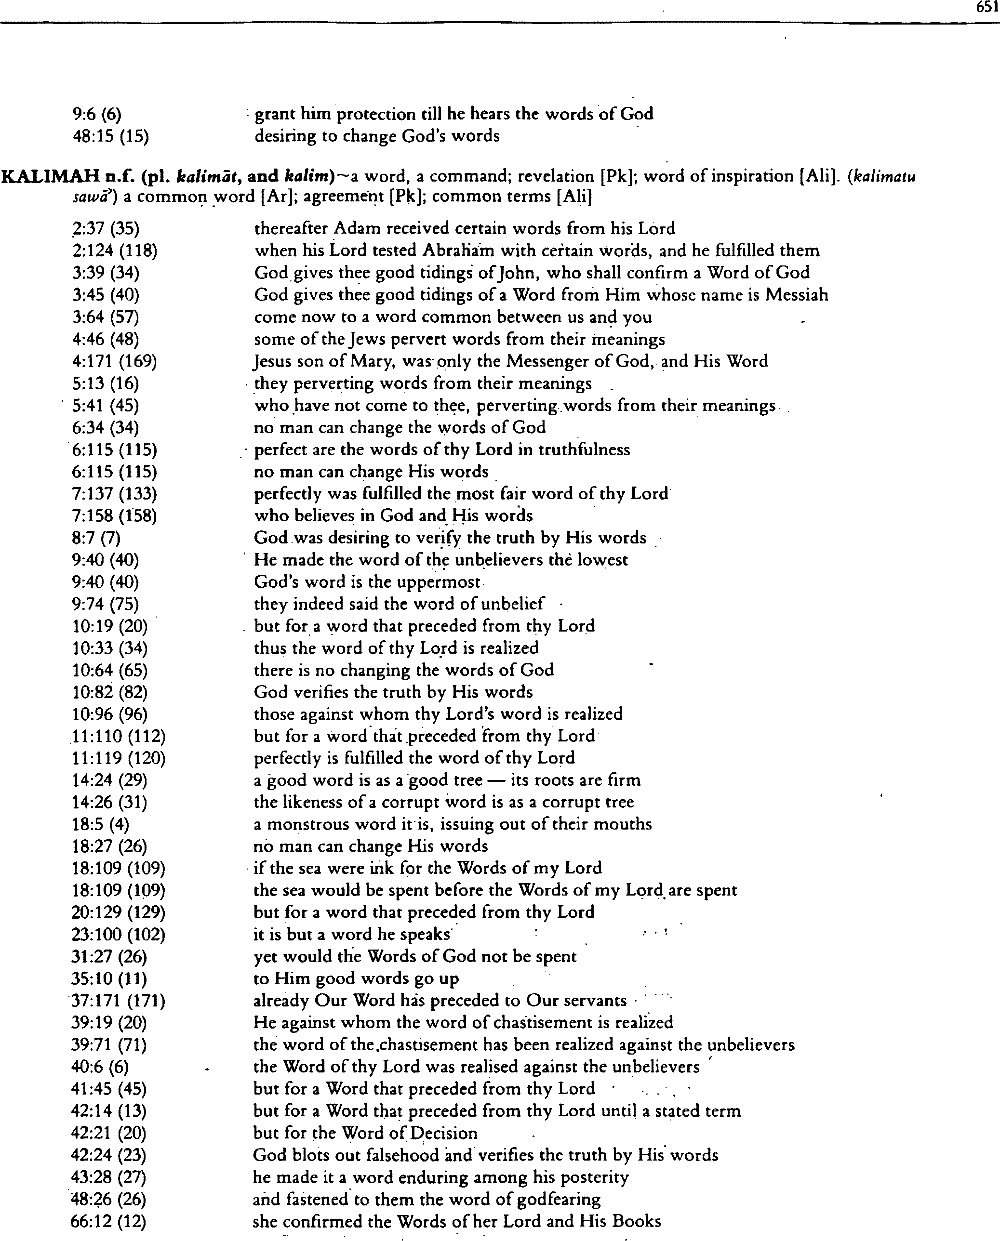 651
9:6 (6) grant him protection till he hears the words of God
48:15 (15) desiring to change God's words
KALIMAH n.f. (pl. kalimāt, and kalim)~a word, a command; revelation [Pk]; word of inspiration [Ali]. (kalimatu
sawāʾ) a common word [Ar]; agreement [Pk]; common terms [Ali]
2:37 (35) thereafter Adam received certain words from his Lord
2:124 (118) when his Lord tested Abraham with certain words, and he fulfilled them
3:39 (34) God gives thee good tidings of John, who shall confirm a Word of God
3:45 (40) God gives thee good tidings of a Word from Him whose name is Messiah
3:64 (57) come now to a word common between us and you
4:46 (48) some of the Jews pervert words from their meanings
4:171 (169) Jesus son of Mary, was only the Messenger of God, and His Word
5:13 (16) they perverting words from their meanings
5:41 (45) who have not come to thee, perverting words from their meanings
6:34 (34) no man can change the words of God
6:115 (115) perfect are the words of thy Lord in truthfulness
6:115 (115) no man can change His words
7:137 (133) perfectly was fulfilled the most fair word of thy Lord
7:158 (158) who believes in God and His words
8:7 (7) God was desiring to verify the truth by His words
9:40 (40) He made the word of the unbelievers the lowest
9:40 (40) God's word is the uppermost
9:74 (75) they indeed said the word of unbelief
10:19 (20) but for a word that preceded from thy Lord
10:33 (34) thus the word of thy Lord is realized
10:64 (65) there is no changing the words of God
10:82 (82) God verifies the truth by His words
10:96 (96) those against whom thy Lord's word is realized
11:110 (112) but for a word that preceded from thy Lord
11:119 (120) perfectly is fulfilled the word of thy Lord
14:24 (29) a good word is as a good tree — its roots are firm
14:26 (31) the likeness of a corrupt word is as a corrupt tree
18:5 (4) a monstrous word it is, issuing out of their mouths
18:27 (26) no man can change His words
18:109 (109) if the sea were ink for the Words of my Lord
18:109 (109) the sea would be spent before the Words of my Lord are spent
20:129 (129) but for a word that preceded from thy Lord
23:100 (102) it is but a word he speaks
31:27 (26) yet would the Words of God not be spent
35:10 (11) to Him good words go up
37:171 (171) already Our Word has preceded to Our servants
39:19 (20) He against whom the word of chastisement is realized
39:71 (71) the word of the chastisement has been realized against the unbelievers
40:6 (6) the Word of thy Lord was realised against the unbelievers
41:45 (45) but for a Word that preceded from thy Lord
42:14 (13) but for a Word that preceded from thy Lord until a stated term
42:21 (20) but for the Word of Decision
42:24 (23) God blots out falsehood and verifies the truth by His words
43:28 (27) he made it a word enduring among his posterity
48:26 (26) and fastened to them the word of godfearing
66:12 (12) she confirmed the Words of her Lord and His Books